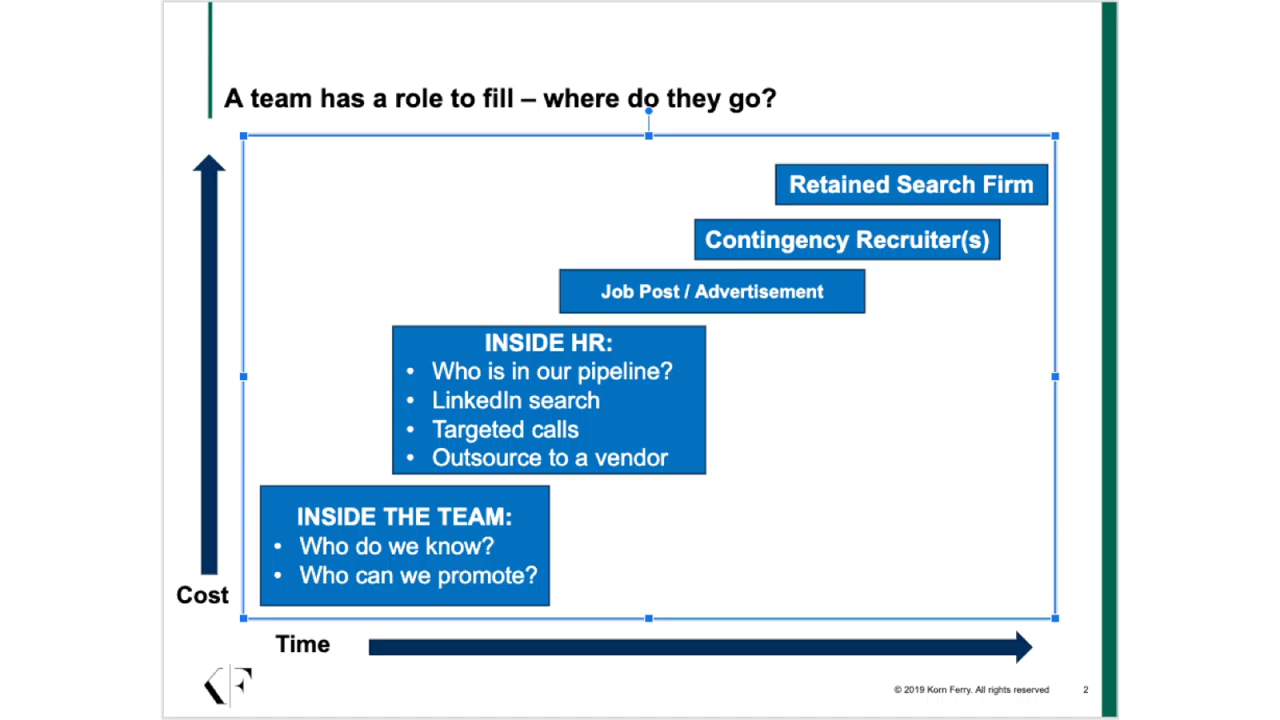 A team has a role to fill – where do they go?
Retained Search Firm
Contingency Recruiter(s)
Job Post / Advertisement
INSIDE HR:
• Who is in our pipeline?
• LinkedIn search
• Targeted calls
• Outsource to a vendor
INSIDE THE TEAM:
• Who do we know?
• Who can we promote?
Cost
Time
KF
© 2019 Korn Ferry. All rights reserved
2